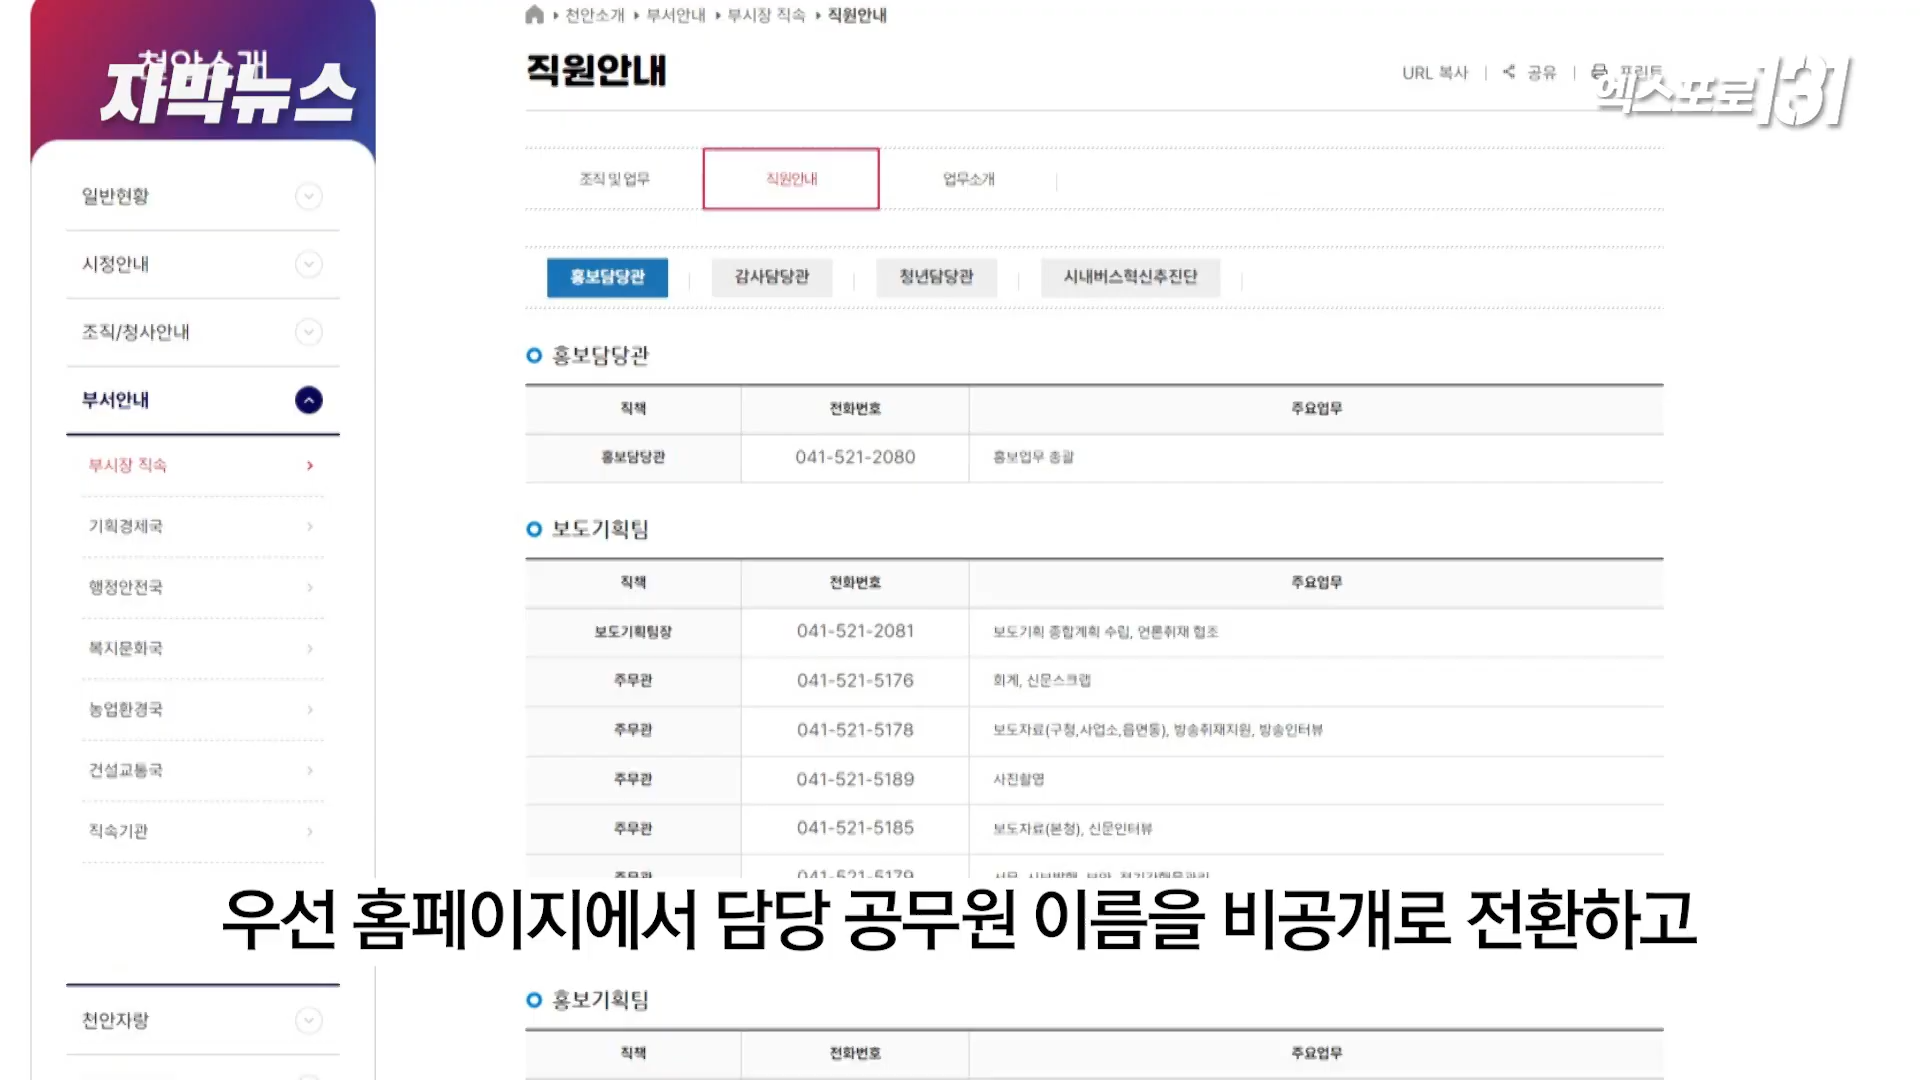 천안소개 부서안내 부시장 직속 직원안내
천안소개
자막뉴스
직원안내
URL 복사 공유 프린트
엑스포로131
조직 및 업무 직원안내 업무소개
일반현황
시정안내
조직/청사안내
부서안내
부시장 직속
기획경제국
행정안전국
복지문화국
농업환경국
건설교통국
직속기관
천안자랑
홍보담당관 감사담당관 청년담당관 시내버스혁신추진단
홍보담당관
직책 전화번호 주요업무
홍보담당관 041-521-2080 홍보업무 총괄
보도기획팀
직책 전화번호 주요업무
보도기획팀장 041-521-2081 보도기획 종합계획 수립, 언론취재 협조
주무관 041-521-5176 회계, 신문스크랩
주무관 041-521-5178 보도자료(구청,사업소,읍면동), 방송취재지원, 방송인터뷰
주무관 041-521-5189 사진촬영
주무관 041-521-5185 보도자료(본청), 신문인터뷰
주무관 041-521-5179
우선 홈페이지에서 담당 공무원 이름을 비공개로 전환하고
홍보기획팀
직책 전화번호 주요업무